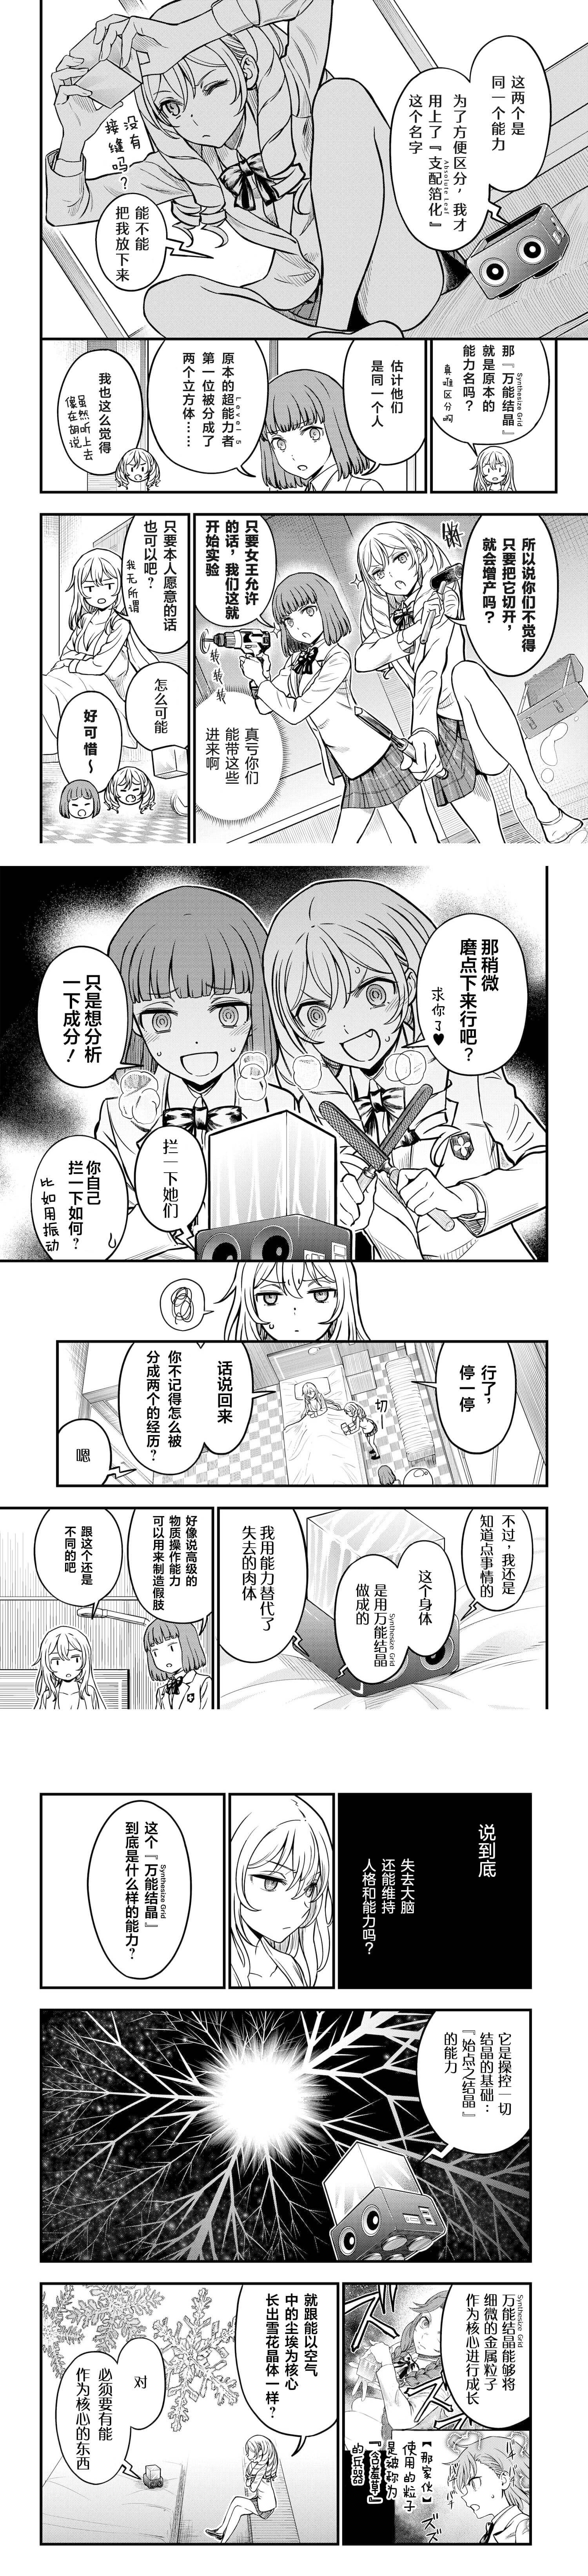 这两个是
同一个能力
为了方便区分，我才
用上了『支配箔化』
Absolute Leaf
这个名字
没有
接缝吗？
能不能
把我放下来
那『万能结晶』
Synthesize Grid
就是原本的
能力名吗？
真难区分啊
估计他们
是同一个人
原本的超能力者
Level 5
第一位被分成了
两个立方体……
我也这么觉得
虽然听上去
像在胡说
所以说你们不觉得
只要把它切开，
就会增产吗？
锵
只要女王允许
的话，我们这就
开始实验
转转转
真亏你们
能带这些
进来啊
只要本人愿意的话
也可以吧？
我无所谓
怎么可能
好可惜～
那稍微
磨点下来行吧？
求你了♥
只是想分析
一下成分！
拦一下她们
你自己
拦一下如何？
比如用振动
行了，
停一停
切—
话说回来
你不记得怎么被
分成两个的经历？
嗯
不过，我还是
知道点事情的
这个身体
是用万能结晶
Synthesize Grid
做成的
我用能力替代了
失去的肉体
好像说高级的
物质操作能力
可以用来制造假肢
跟这个还是
不同的吧
说到底
失去大脑
还能维持
人格和能力吗？
这个『万能结晶』
Synthesize Grid
到底是什么样的能力？
它是操控一切
结晶的基础：
『始点之结晶』
的能力
万能结晶能够将
Synthesize Grid
细微的金属粒子
作为核心进行成长
【那家伙】
使用的粒子
是被称为
『含羞草』
的兵器
ズズ
就跟能以空气
中的尘埃为核心
长出雪花晶体一样？
对
必须要有能
作为核心的东西